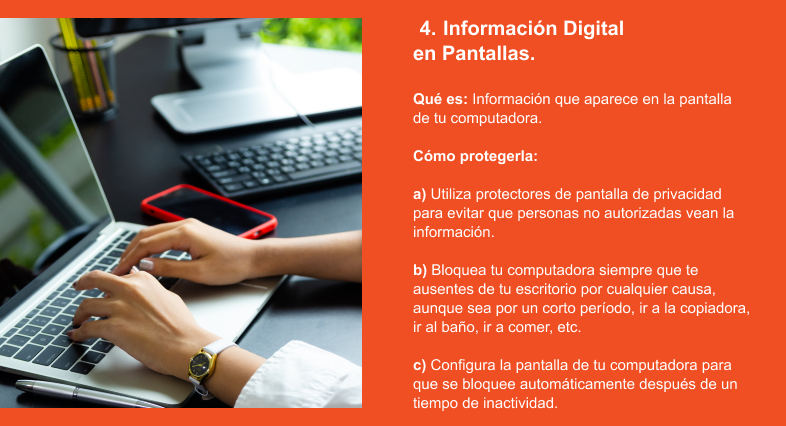 4. Información Digital
en Pantallas.
Qué es: Información que aparece en la pantalla
de tu computadora.
Cómo protegerla:
a) Utiliza protectores de pantalla de privacidad
para evitar que personas no autorizadas vean la
información.
b) Bloquea tu computadora siempre que te
ausentes de tu escritorio por cualquier causa,
aunque sea por un corto período, ir a la copiadora,
ir al baño, ir a comer, etc.
c) Configura la pantalla de tu computadora para
que se bloquee automáticamente después de un
tiempo de inactividad.